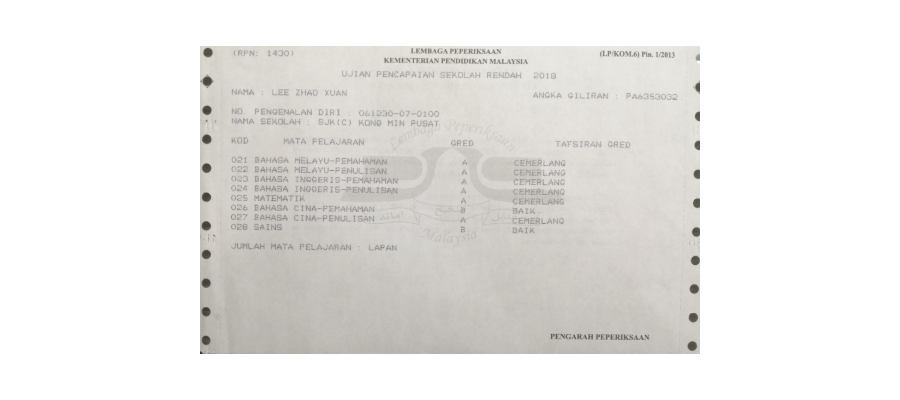 (RPN: 1430)
LEMBAGA PEPERIKSAAN
KEMENTERIAN PENDIDIKAN MALAYSIA
(LP/KOM.6) Pin. 1/2013
UJIAN PENCAPAIAN SEKOLAH RENDAH 2018
NAMA : LEE ZHAO XUAN
ANGKA GILIRAN : PA6353032
NO. PENGENALAN DIRI : 061230-07-0100
NAMA SEKOLAH : SJK(C) KONG MIN PUSAT
KOD MATA PELAJARAN GRED TAFSIRAN GRED
021 BAHASA MELAYU-PEMAHAMAN A CEMERLANG
022 BAHASA MELAYU-PENULISAN A CEMERLANG
023 BAHASA INGGERIS-PEMAHAMAN A CEMERLANG
024 BAHASA INGGERIS-PENULISAN A CEMERLANG
025 MATEMATIK A CEMERLANG
026 BAHASA CINA-PEMAHAMAN B BAIK
027 BAHASA CINA-PENULISAN A CEMERLANG
028 SAINS B BAIK
JUMLAH MATA PELAJARAN : LAPAN
Lembaga Peperiksaan
Malaysia
PENGARAH PEPERIKSAAN